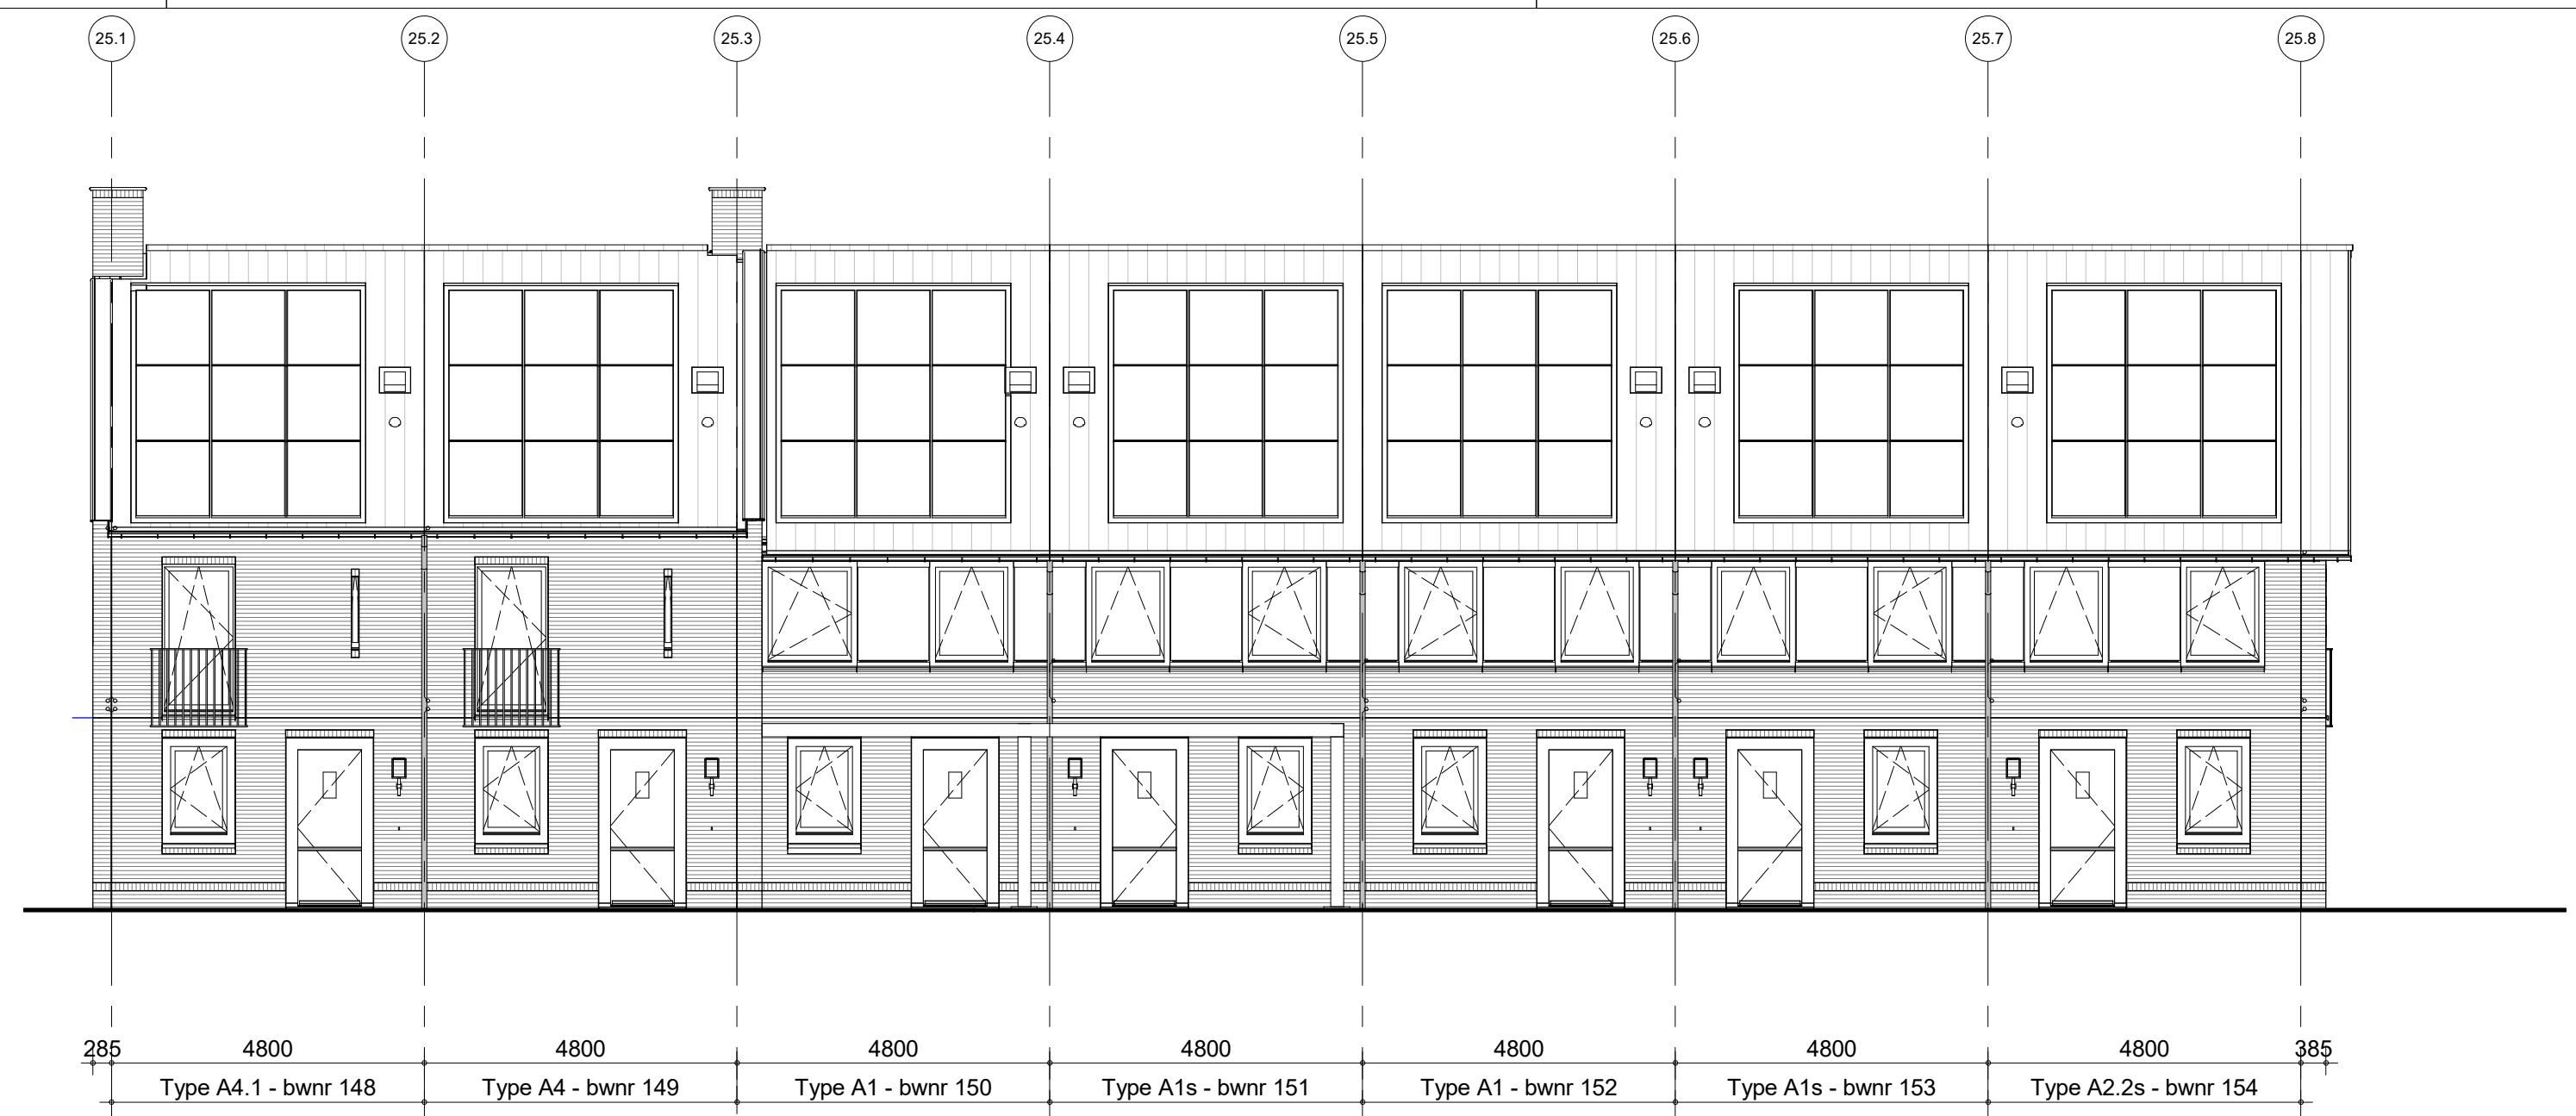 25.1 25.2 25.3 25.4 25.5 25.6 25.7 25.8
285 4800 4800 4800 4800 4800 4800 4800 385
Type A4.1 - bwnr 148 Type A4 - bwnr 149 Type A1 - bwnr 150 Type A1s - bwnr 151 Type A1 - bwnr 152 Type A1s - bwnr 153 Type A2.2s - bwnr 154